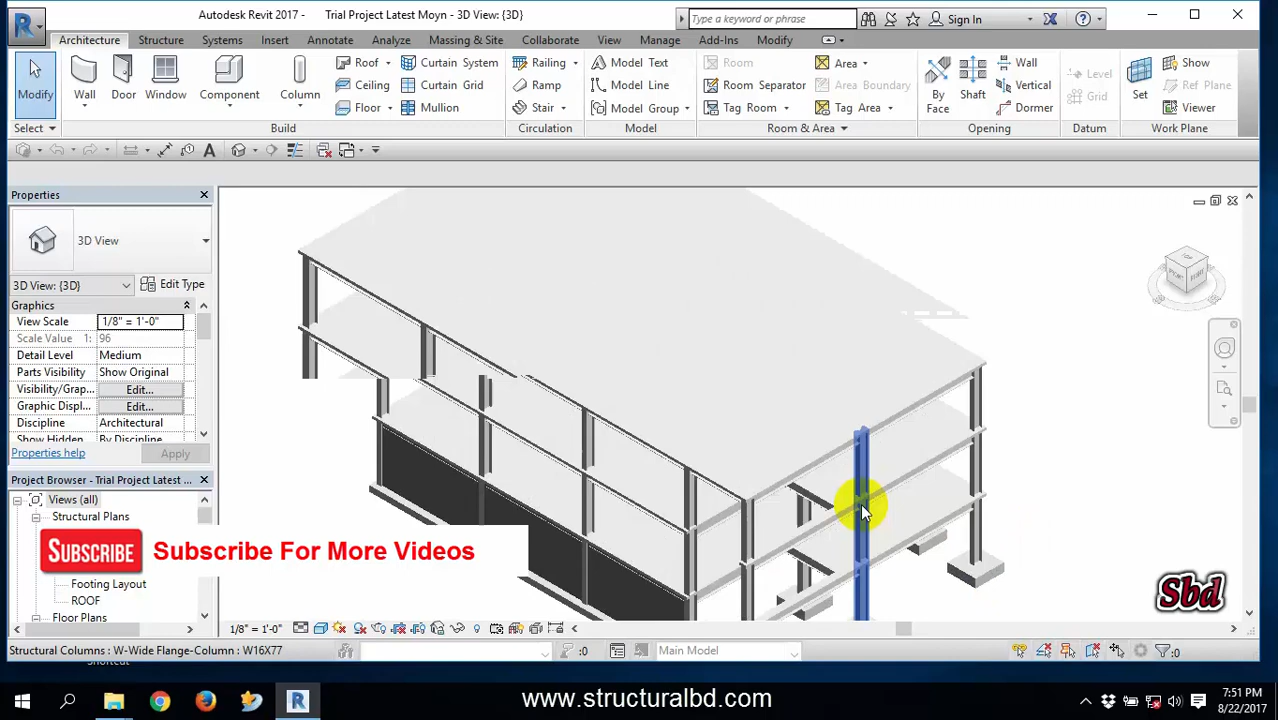 Autodesk Revit 2017 - Trial Project Latest Moyn - 3D View: {3D}
Type a keyword or phrase
Sign In
Architecture Structure Systems Insert Annotate Analyze Massing & Site Collaborate View Manage Add-Ins Modify
Modify
Wall
Door
Window
Component
Column
Roof
Ceiling
Floor
Curtain System
Curtain Grid
Mullion
Railing
Ramp
Stair
Model Text
Model Line
Model Group
Room
Room Separator
Tag Room
Area
Area Boundary
Tag Area
By Face
Shaft
Wall
Vertical
Dormer
Level
Grid
Set
Show
Ref Plane
Viewer
Select Build Circulation Model Room & Area Opening Datum Work Plane
Properties
3D View
3D View: {3D}
Edit Type
Graphics
View Scale 1/8" = 1'-0"
Scale Value 1: 96
Detail Level Medium
Parts Visibility Show Original
Visibility/Grap... Edit...
Graphic Displ... Edit...
Discipline Architectural
Show Hidden By Discipline
Properties help
Apply
Project Browser - Trial Project Latest ...
Views (all)
Structural Plans
SUBSCRIBE
Subscribe For More Videos
Footing Layout
ROOF
Floor Plans
TOP
Sbd
1/8" = 1'-0"
Structural Columns : W-Wide Flange-Column : W16X77
:0
Main Model
:0
Shortcut
www.structuralbd.com
7:51 PM
8/22/2017